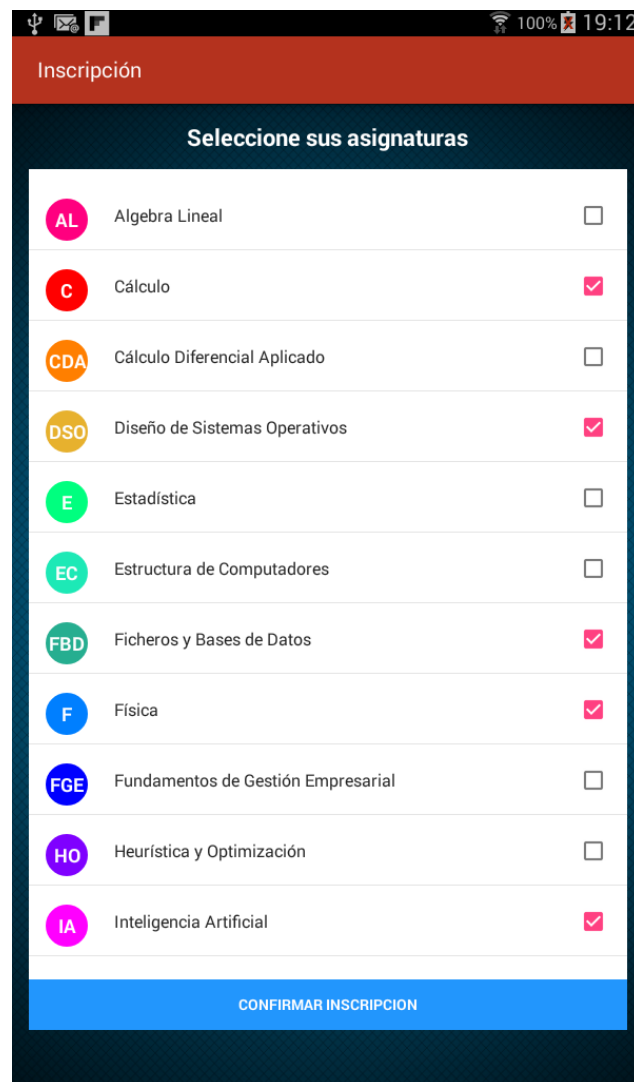 100% 19:12
Inscripción
Seleccione sus asignaturas
AL Algebra Lineal
C Cálculo
CDA Cálculo Diferencial Aplicado
DSO Diseño de Sistemas Operativos
E Estadística
EC Estructura de Computadores
FBD Ficheros y Bases de Datos
F Física
FGE Fundamentos de Gestión Empresarial
HO Heurística y Optimización
IA Inteligencia Artificial
CONFIRMAR INSCRIPCION